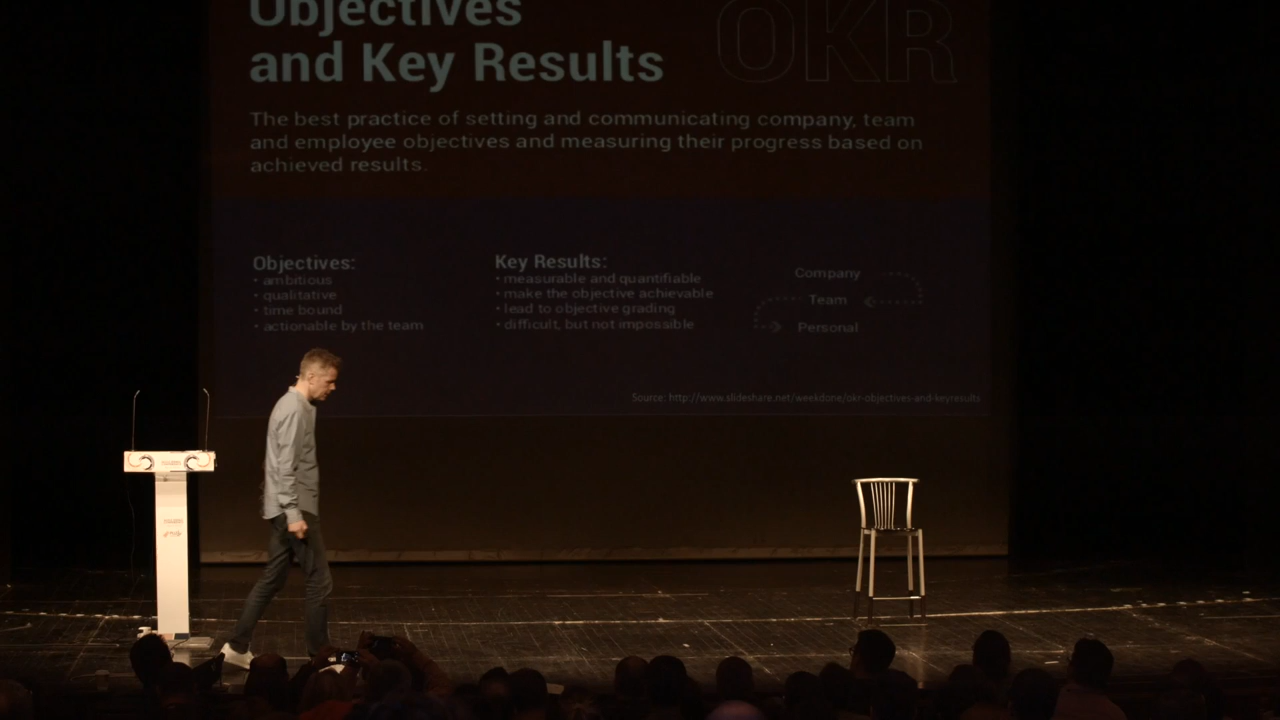 Objectives
and Key Results
OKR
The best practice of setting and communicating company, team
and employee objectives and measuring their progress based on
achieved results.
Objectives:
• ambitious
• qualitative
• time bound
• actionable by the team
Key Results:
• measurable and quantifiable
• make the objective achievable
• lead to objective grading
• difficult, but not impossible
Company
Team
Personal
Source: http://www.slideshare.net/weekdone/okr-objectives-and-keyresults